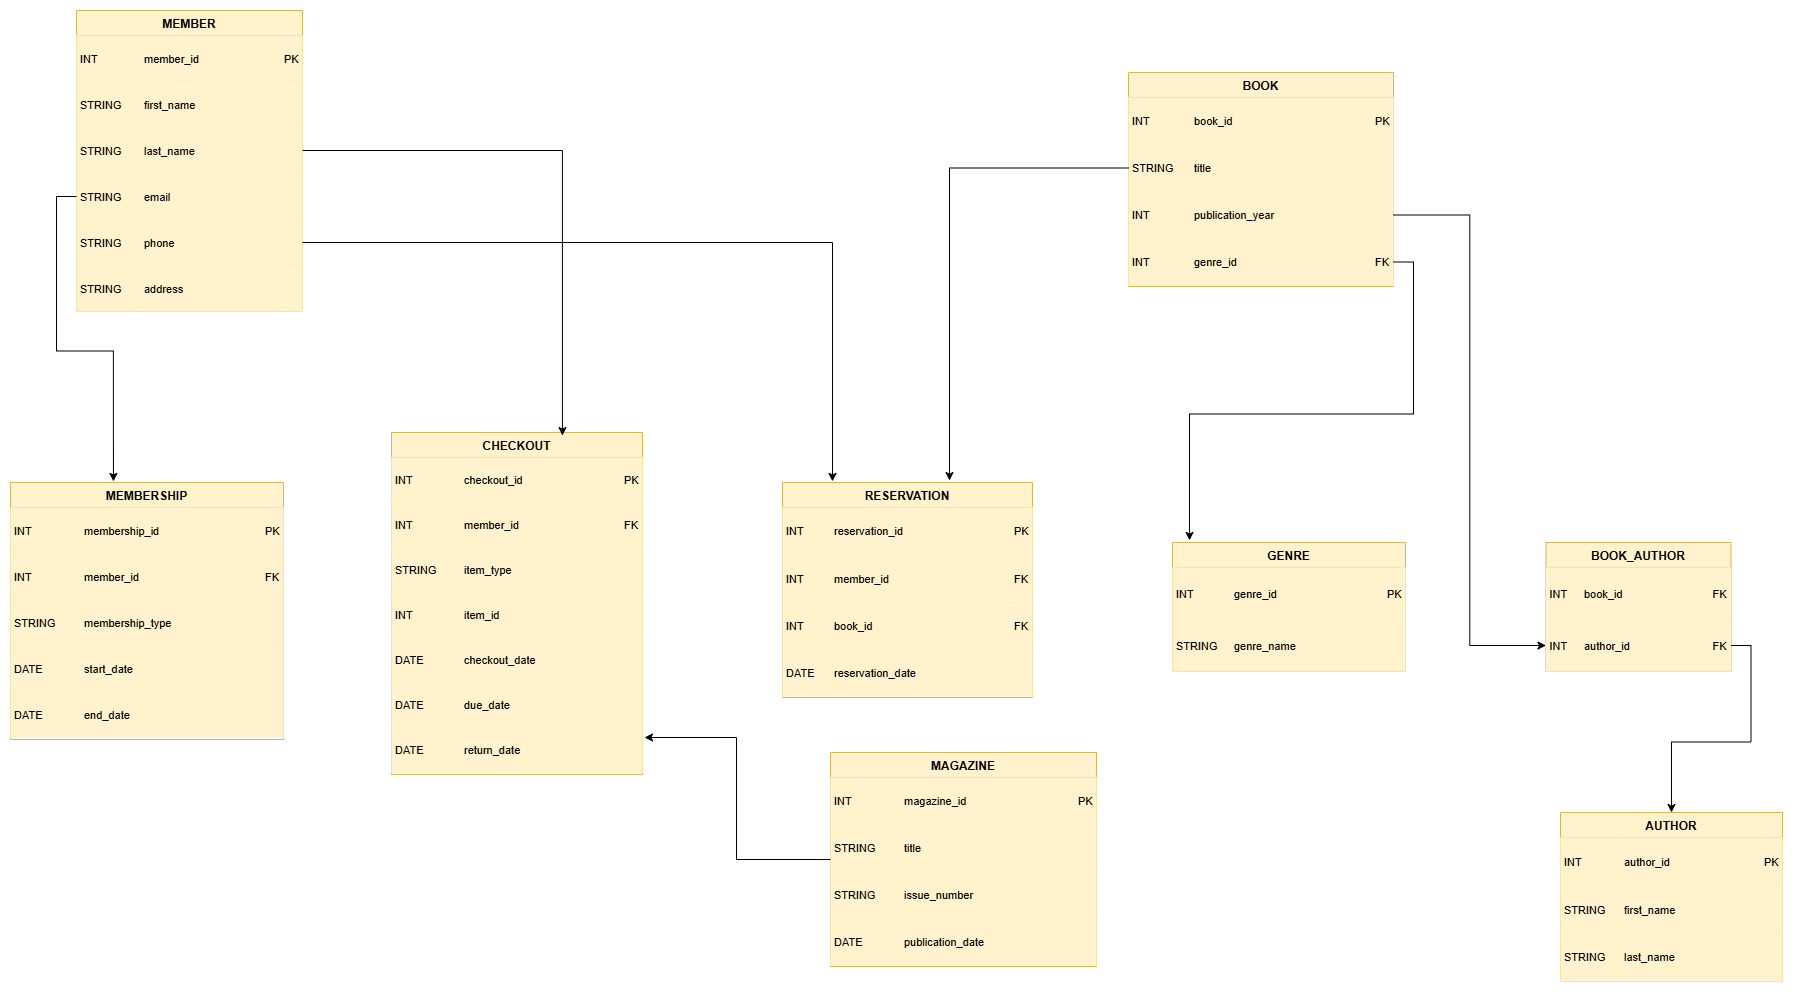 MEMBER
INT member_id PK
STRING first_name
STRING last_name
STRING email
STRING phone
STRING address
BOOK
INT book_id PK
STRING title
INT publication_year
INT genre_id FK
CHECKOUT
INT checkout_id PK
INT member_id FK
STRING item_type
INT item_id
DATE checkout_date
DATE due_date
DATE return_date
MEMBERSHIP
INT membership_id PK
INT member_id FK
STRING membership_type
DATE start_date
DATE end_date
RESERVATION
INT reservation_id PK
INT member_id FK
INT book_id FK
DATE reservation_date
GENRE
INT genre_id PK
STRING genre_name
BOOK_AUTHOR
INT book_id FK
INT author_id FK
MAGAZINE
INT magazine_id PK
STRING title
STRING issue_number
DATE publication_date
AUTHOR
INT author_id PK
STRING first_name
STRING last_name